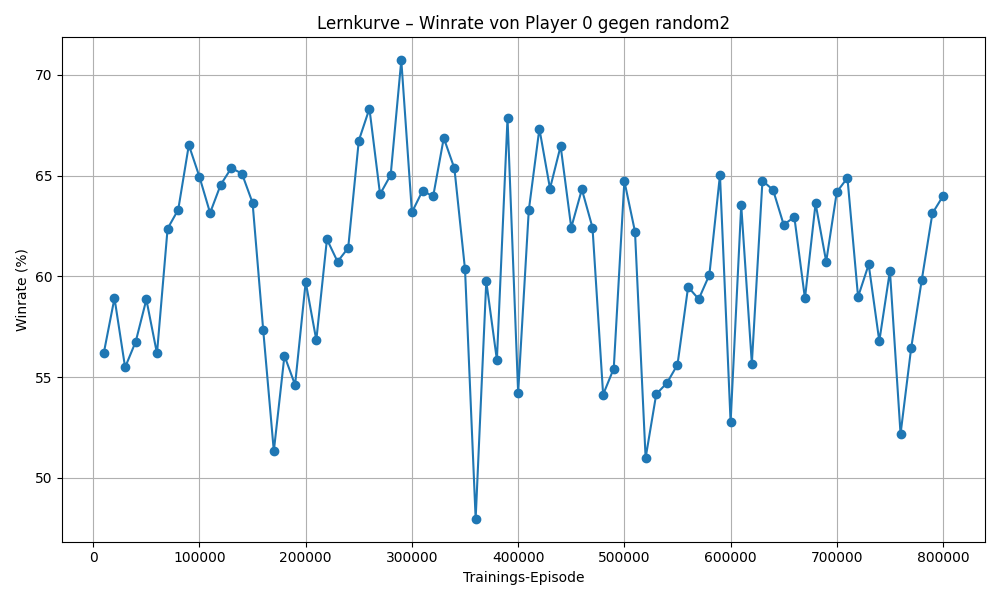 Lernkurve – Winrate von Player 0 gegen random2
Winrate (%)
70
65
60
55
50
0 100000 200000 300000 400000 500000 600000 700000 800000
Trainings-Episode